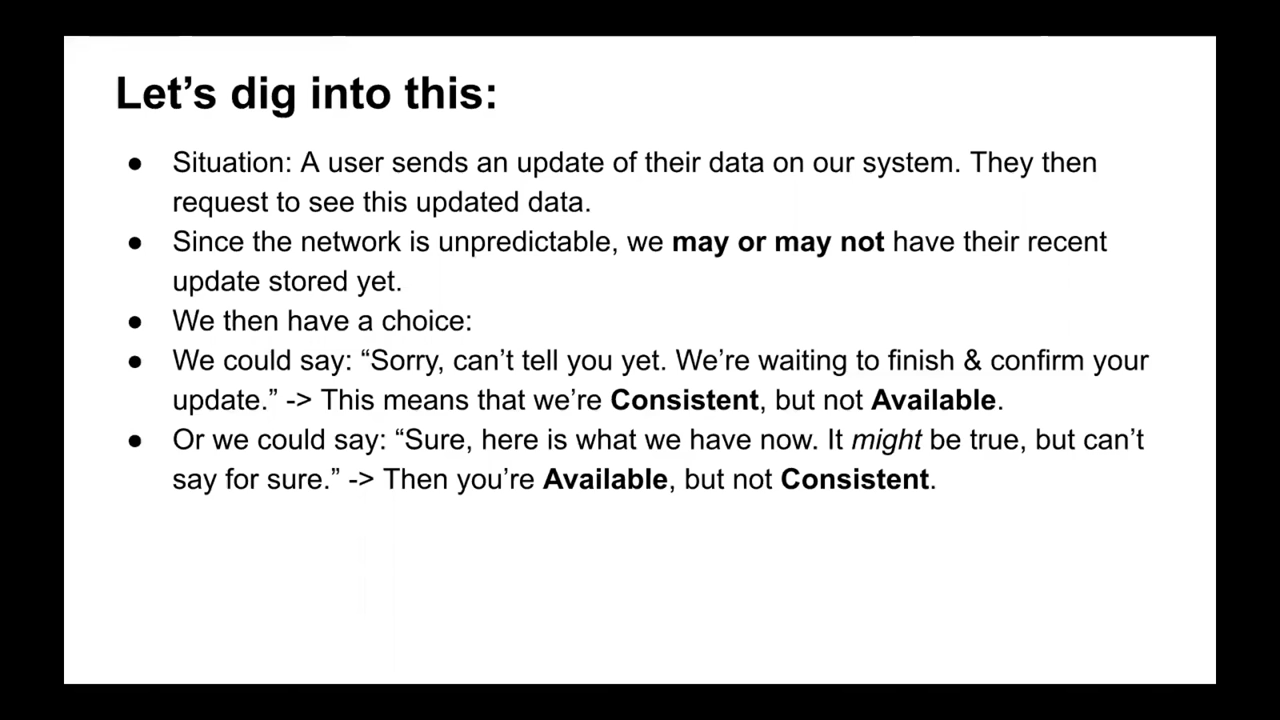 Let’s dig into this:
● Situation: A user sends an update of their data on our system. They then
request to see this updated data.
● Since the network is unpredictable, we may or may not have their recent
update stored yet.
● We then have a choice:
● We could say: “Sorry, can’t tell you yet. We’re waiting to finish & confirm your
update.” -> This means that we’re Consistent, but not Available.
● Or we could say: “Sure, here is what we have now. It might be true, but can’t
say for sure.” -> Then you’re Available, but not Consistent.